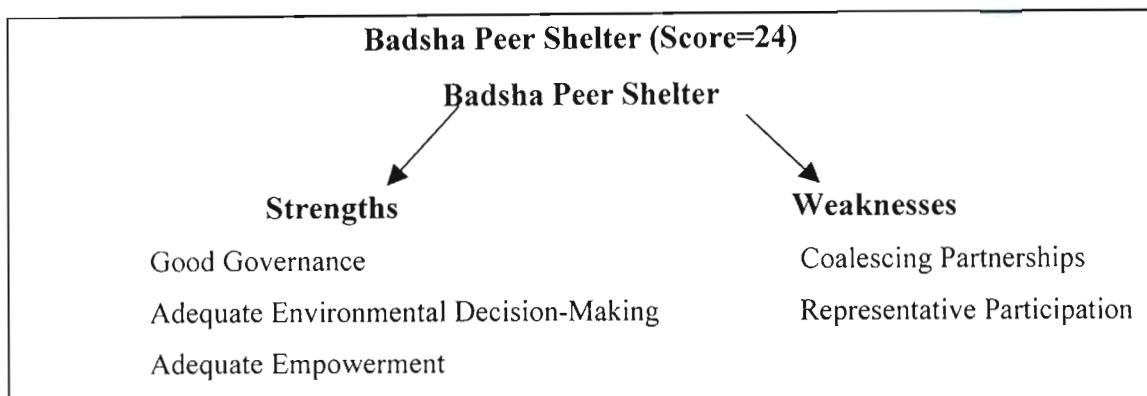 Badsha Peer Shelter (Score=24)
Badsha Peer Shelter
Strengths
Weaknesses
Good Governance
Coalescing Partnerships
Adequate Environmental Decision-Making
Representative Participation
Adequate Empowerment